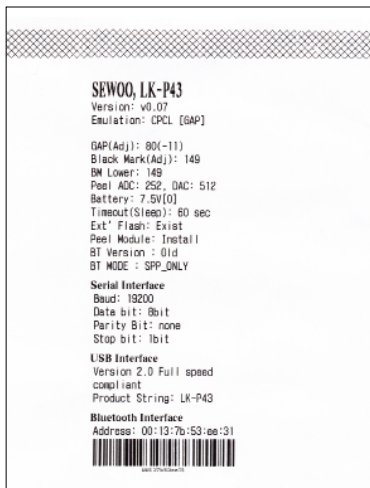 SEWOO, LK-P43
Version: v0.07
Emulation: CPCL [GAP]
GAP(Adj): 80(-11)
Black Mark(Adj): 149
BM Lower: 149
Peel ADC: 252, DAC: 512
Battery: 7.5V[0]
Timeout(Sleep): 60 sec
Ext' Flash: Exist
Peel Module: Install
BT Version : Old
BT MODE : SPP_ONLY
Serial Interface
Baud: 19200
Data bit: 8bit
Parity Bit: none
Stop bit: 1bit
USB Interface
Version 2.0 Full speed
compliant
Product String: LK-P43
Bluetooth Interface
Address: 00:13:7b:53:ee:31